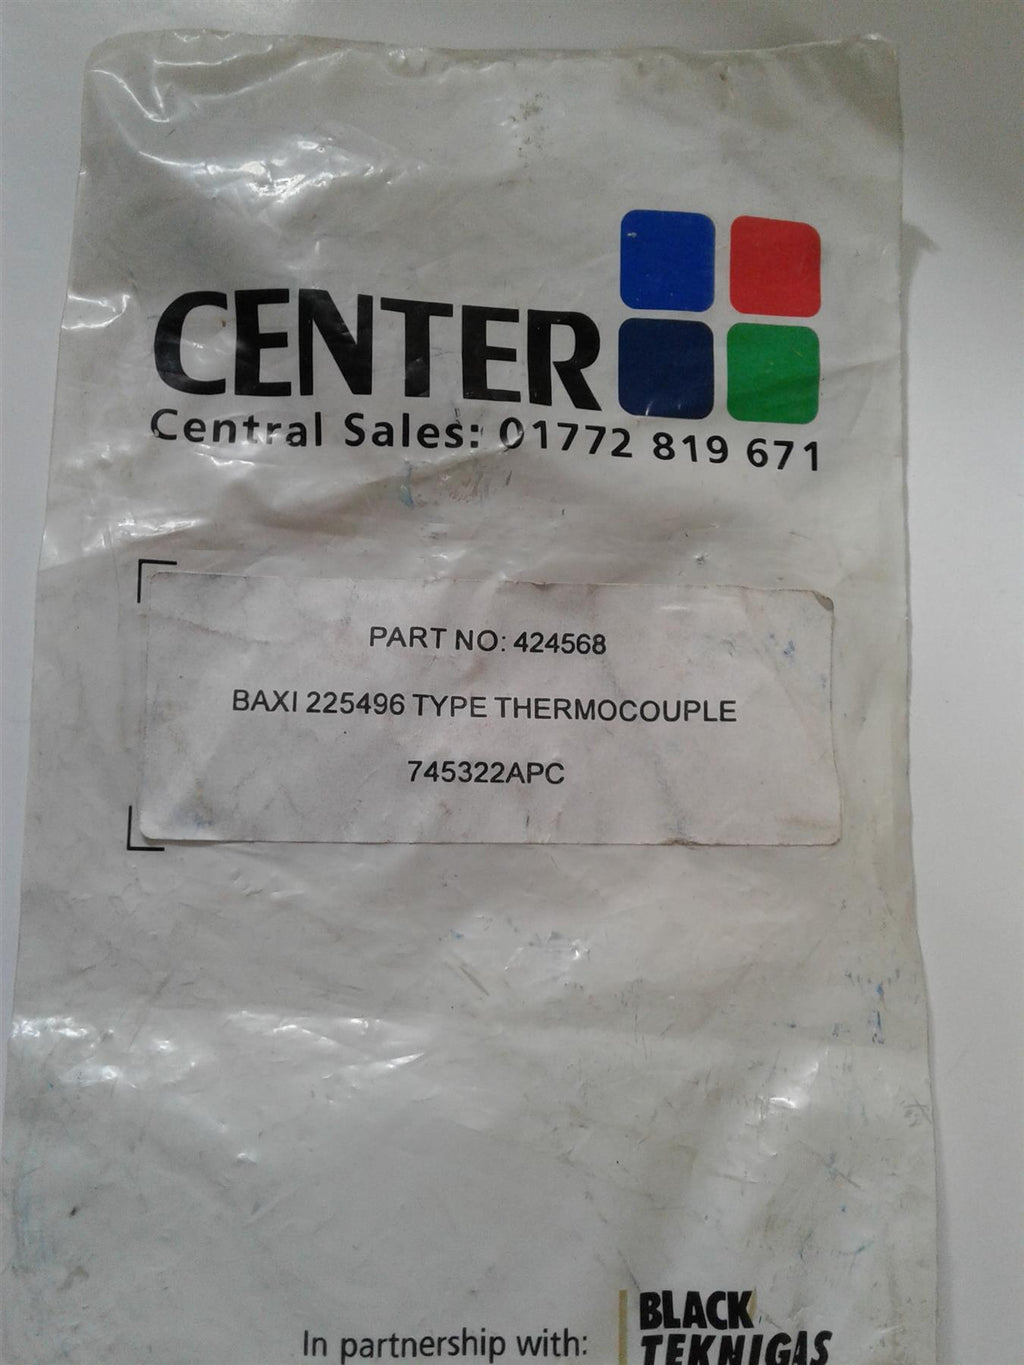 CENTER
Central Sales: 01772 819 671
PART NO: 424568
BAXI 225496 TYPE THERMOCOUPLE
745322APC
In partnership with:
BLACK
TEKNIGAS